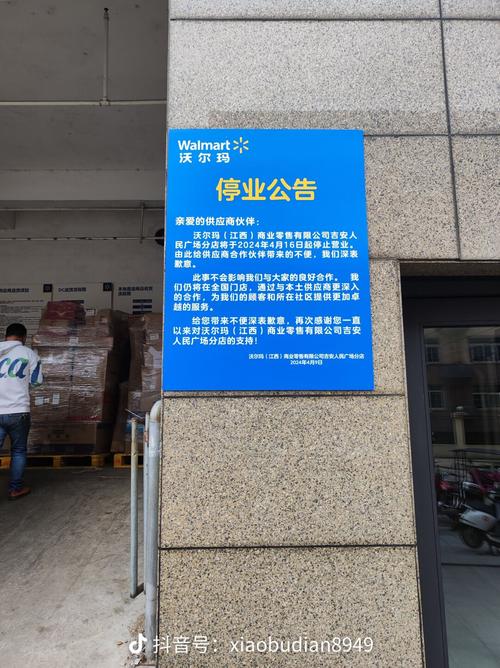 Walmart
沃尔玛
停业公告
亲爱的供应商伙伴：
沃尔玛（江西）商业零售有限公司吉安人
民广场分店将于2024年4月16日起停止营业。
由此给供应商合作伙伴带来的不便，我们深表
歉意。
此事不会影响我们与大家的良好合作。 我
们仍将在全国门店，通过与本土供应商更深入
的合作，为我们的顾客和所在社区提供更加卓
越的服务。
给您带来不便深表歉意，再次感谢您一直
以来对沃尔玛（江西）商业零售有限公司吉安
人民广场分店的支持！
沃尔玛（江西）商业零售有限公司吉安人民广场分店
2024年4月9日
抖音号：xiaobudian8949